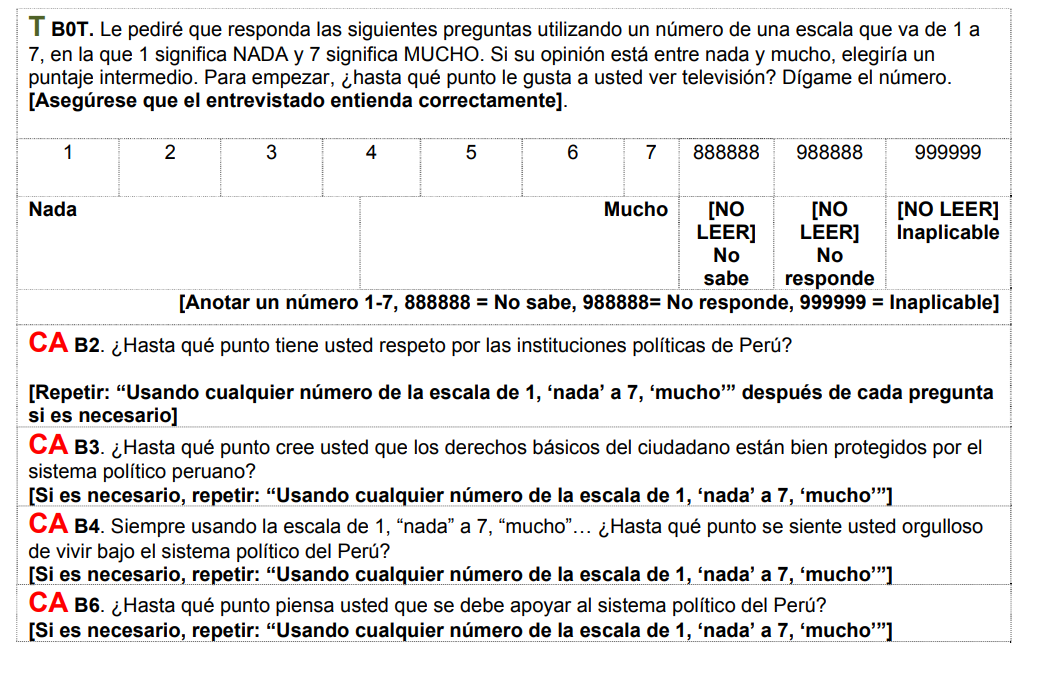 T B0T. Le pediré que responda las siguientes preguntas utilizando un número de una escala que va de 1 a
7, en la que 1 significa NADA y 7 significa MUCHO. Si su opinión está entre nada y mucho, elegiría un
puntaje intermedio. Para empezar, ¿hasta qué punto le gusta a usted ver televisión? Dígame el número.
[Asegúrese que el entrevistado entienda correctamente].
1 2 3 4 5 6 7 888888 988888 999999
Nada Mucho [NO [NO [NO LEER]
LEER] LEER] Inaplicable
No No
sabe responde
[Anotar un número 1-7, 888888 = No sabe, 988888= No responde, 999999 = Inaplicable]
CA B2. ¿Hasta qué punto tiene usted respeto por las instituciones políticas de Perú?
[Repetir: “Usando cualquier número de la escala de 1, ‘nada’ a 7, ‘mucho’” después de cada pregunta
si es necesario]
CA B3. ¿Hasta qué punto cree usted que los derechos básicos del ciudadano están bien protegidos por el
sistema político peruano?
[Si es necesario, repetir: “Usando cualquier número de la escala de 1, ‘nada’ a 7, ‘mucho’”]
CA B4. Siempre usando la escala de 1, “nada” a 7, “mucho”… ¿Hasta qué punto se siente usted orgulloso
de vivir bajo el sistema político del Perú?
[Si es necesario, repetir: “Usando cualquier número de la escala de 1, ‘nada’ a 7, ‘mucho’”]
CA B6. ¿Hasta qué punto piensa usted que se debe apoyar al sistema político del Perú?
[Si es necesario, repetir: “Usando cualquier número de la escala de 1, ‘nada’ a 7, ‘mucho’”]